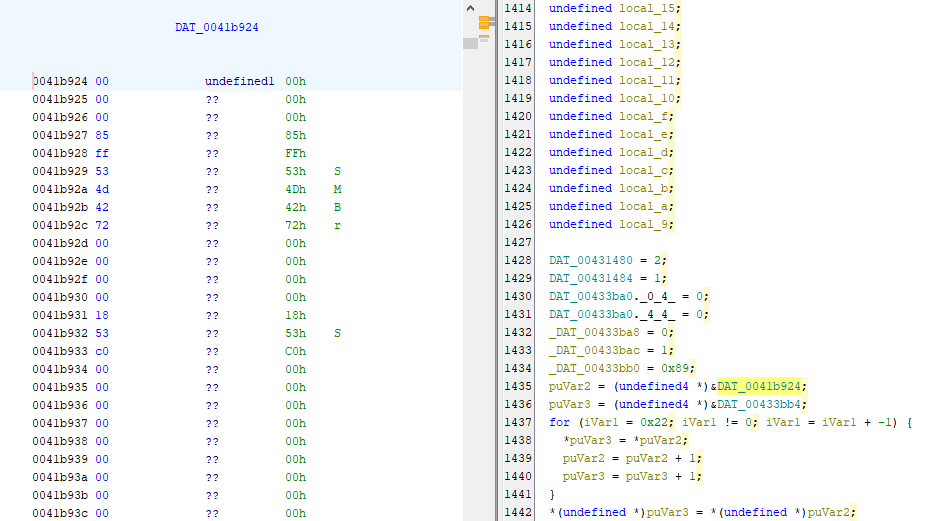 DAT_0041b924
0041b924 00 undefined1 00h
0041b925 00 ?? 00h
0041b926 00 ?? 00h
0041b927 85 ?? 85h
0041b928 ff ?? FFh
0041b929 53 ?? 53h S
0041b92a 4d ?? 4Dh M
0041b92b 42 ?? 42h B
0041b92c 72 ?? 72h r
0041b92d 00 ?? 00h
0041b92e 00 ?? 00h
0041b92f 00 ?? 00h
0041b930 00 ?? 00h
0041b931 18 ?? 18h
0041b932 53 ?? 53h S
0041b933 c0 ?? C0h
0041b934 00 ?? 00h
0041b935 00 ?? 00h
0041b936 00 ?? 00h
0041b937 00 ?? 00h
0041b938 00 ?? 00h
0041b939 00 ?? 00h
0041b93a 00 ?? 00h
0041b93b 00 ?? 00h
0041b93c 00 ?? 00h
1414 undefined local_15;
1415 undefined local_14;
1416 undefined local_13;
1417 undefined local_12;
1418 undefined local_11;
1419 undefined local_10;
1420 undefined local_f;
1421 undefined local_e;
1422 undefined local_d;
1423 undefined local_c;
1424 undefined local_b;
1425 undefined local_a;
1426 undefined local_9;
1427
1428 DAT_00431480 = 2;
1429 DAT_00431484 = 1;
1430 DAT_00433ba0._0_4_ = 0;
1431 DAT_00433ba0._4_4_ = 0;
1432 _DAT_00433ba8 = 0;
1433 _DAT_00433bac = 1;
1434 _DAT_00433bb0 = 0x89;
1435 puVar2 = (undefined4 *)&DAT_0041b924;
1436 puVar3 = (undefined4 *)&DAT_00433bb4;
1437 for (iVar1 = 0x22; iVar1 != 0; iVar1 = iVar1 + -1) {
1438 *puVar3 = *puVar2;
1439 puVar2 = puVar2 + 1;
1440 puVar3 = puVar3 + 1;
1441 }
1442 *(undefined *)puVar3 = *(undefined *)puVar2;